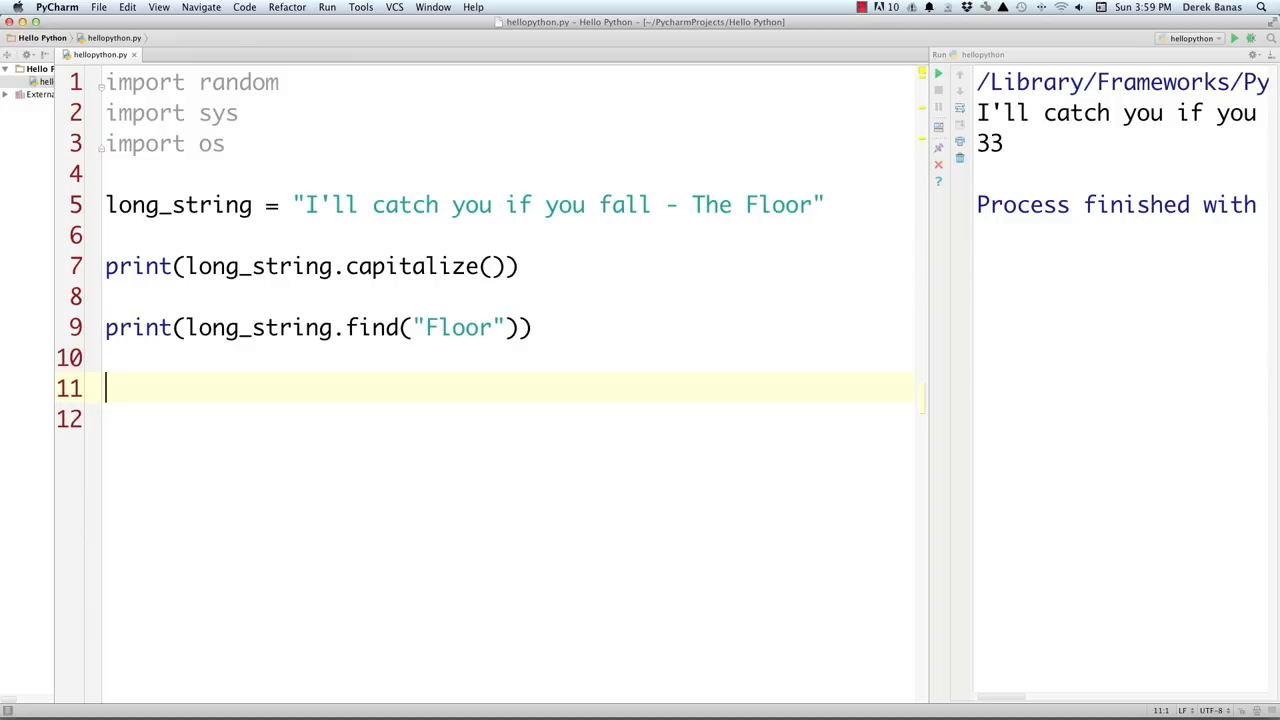 PyCharm File Edit View Navigate Code Refactor Run Tools VCS Window Help 10 Sun 3:59 PM Derek Banas
hellopython.py – Hello Python – [~/PycharmProjects/Hello Python]
Hello Python hellopython.py hellopython
hellopython.py Run hellopython
Hello P
hell
Extern
1 import random
2 import sys
3 import os
4
5 long_string = "I'll catch you if you fall - The Floor"
6
7 print(long_string.capitalize())
8
9 print(long_string.find("Floor"))
10
11
12
/Library/Frameworks/Py
I'll catch you if you
33
Process finished with
?
11:1 LF UTF-8